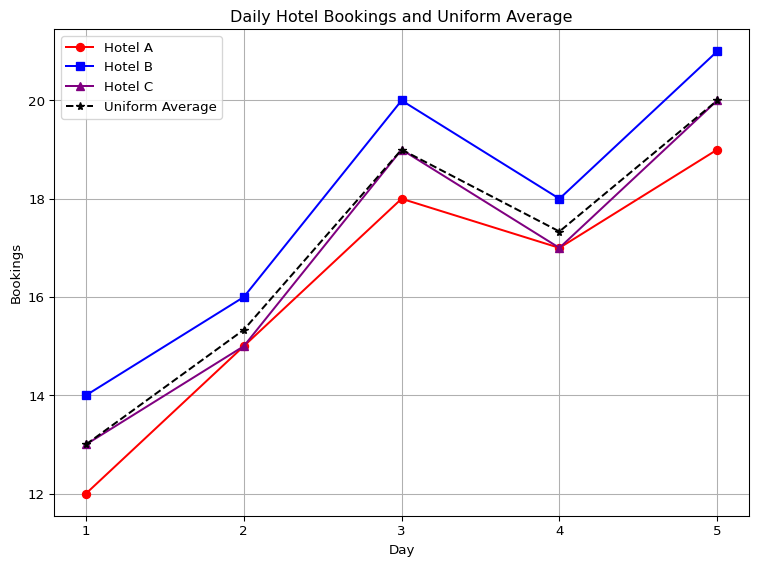 Daily Hotel Bookings and Uniform Average
Hotel A
Hotel B
Hotel C
Uniform Average
Bookings
20
18
16
14
12
1 2 3 4 5
Day